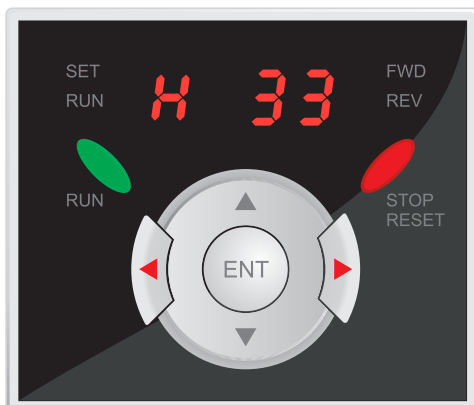 SET
RUN
H 33
FWD
REV
RUN
STOP
RESET
ENT